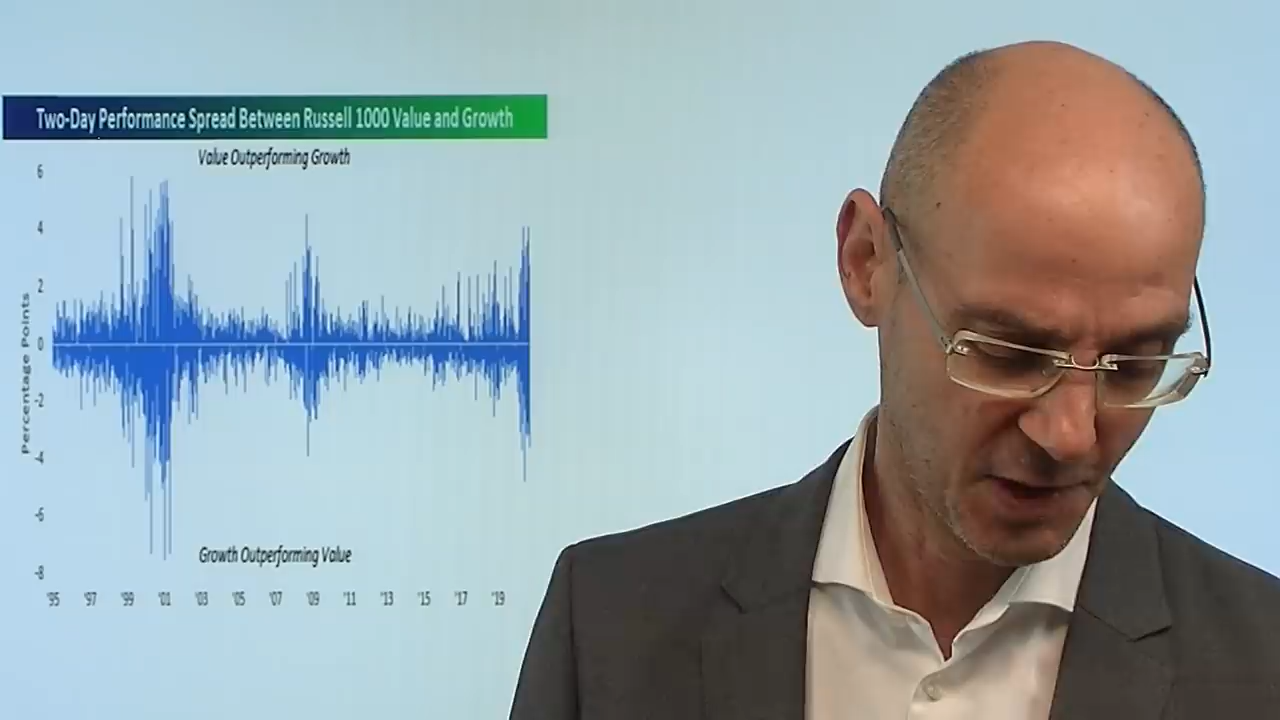 Two-Day Performance Spread Between Russell 1000 Value and Growth
Value Outperforming Growth
6
4
2
0
-2
-4
-6
-8
Percentage Points
Growth Outperforming Value
'95 '97 '99 '01 '03 '05 '07 '09 '11 '13 '15 '17 '19